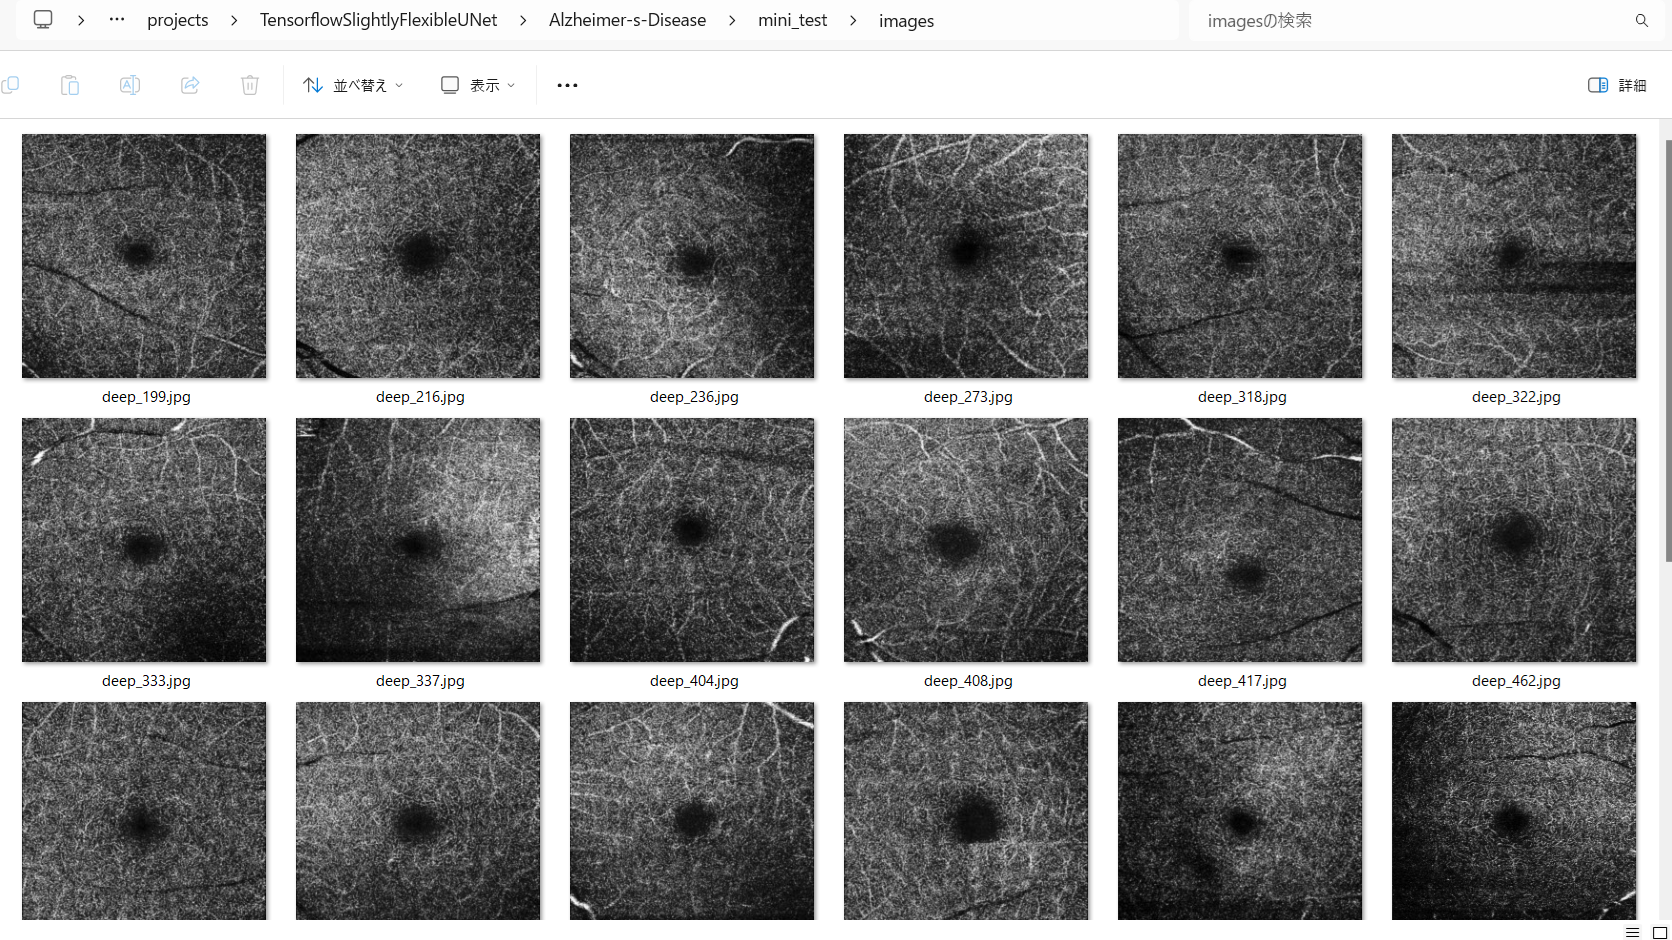 projects > TensorflowSlightlyFlexibleUNet > Alzheimer-s-Disease > mini_test > images
imagesの検索
並べ替え 表示 詳細
deep_199.jpg deep_216.jpg deep_236.jpg deep_273.jpg deep_318.jpg deep_322.jpg
deep_333.jpg deep_337.jpg deep_404.jpg deep_408.jpg deep_417.jpg deep_462.jpg